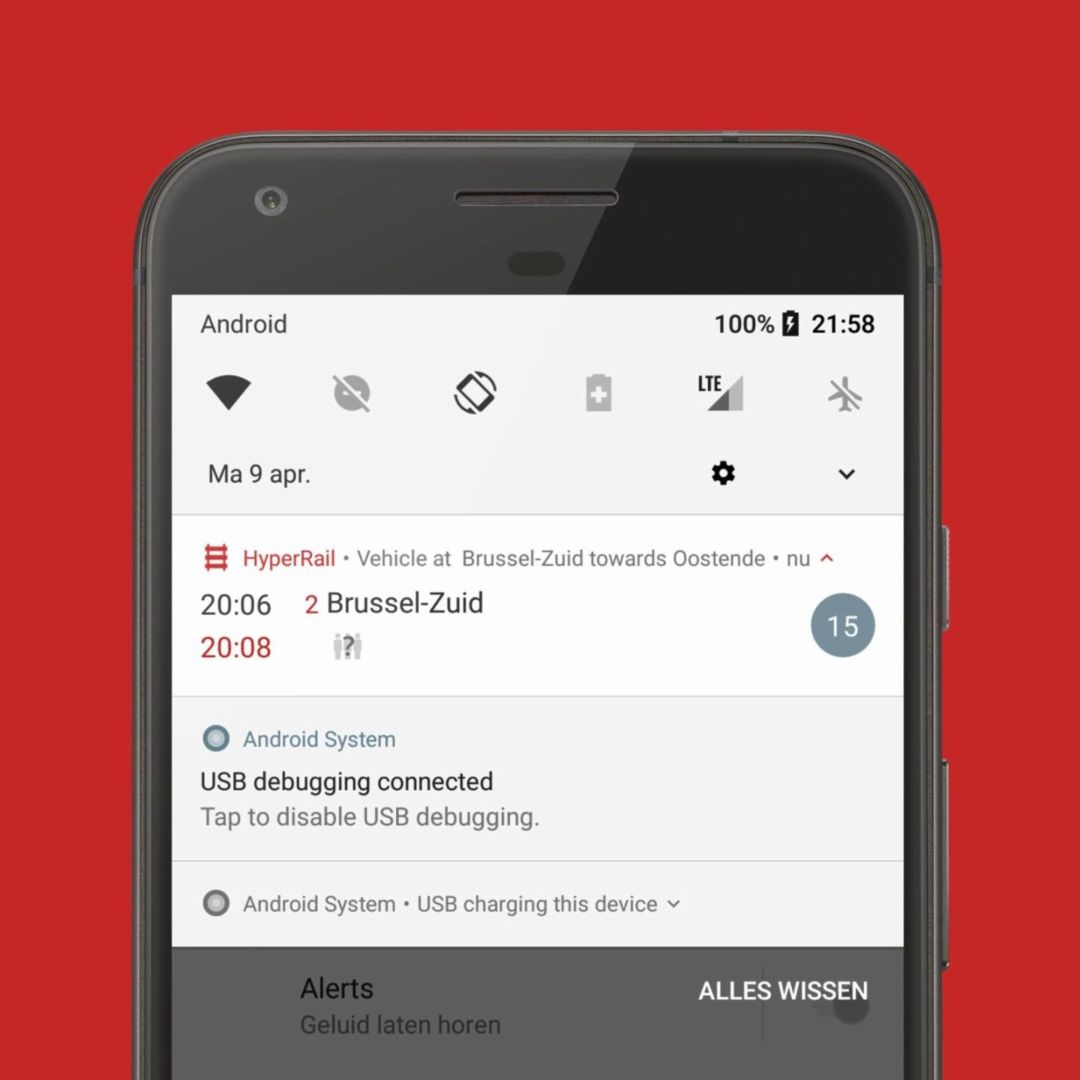 Android 100% 21:58
LTE
Ma 9 apr.
HyperRail • Vehicle at Brussel-Zuid towards Oostende • nu
20:06 2 Brussel-Zuid 15
20:08 ?
Android System
USB debugging connected
Tap to disable USB debugging.
Android System • USB charging this device
Alerts ALLES WISSEN
Geluid laten horen